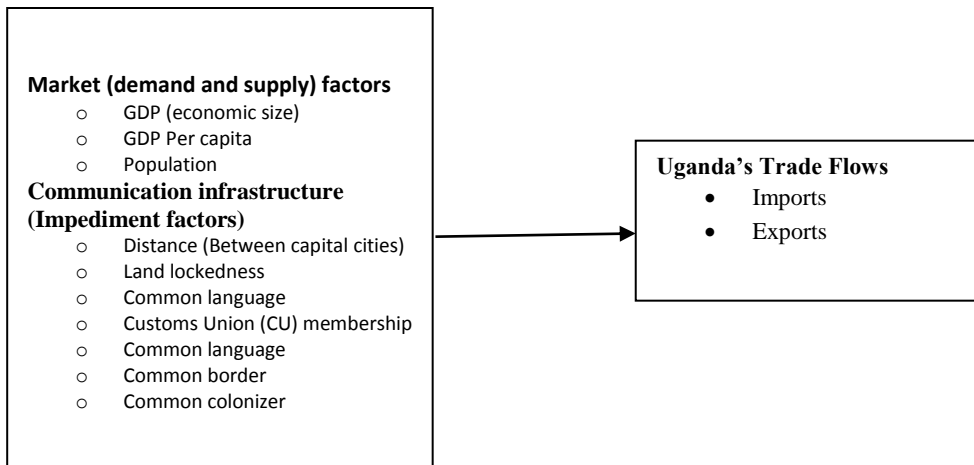 Market (demand and supply) factors
o GDP (economic size)
o GDP Per capita
o Population
Communication infrastructure
(Impediment factors)
o Distance (Between capital cities)
o Land lockedness
o Common language
o Customs Union (CU) membership
o Common language
o Common border
o Common colonizer
Uganda's Trade Flows
• Imports
• Exports